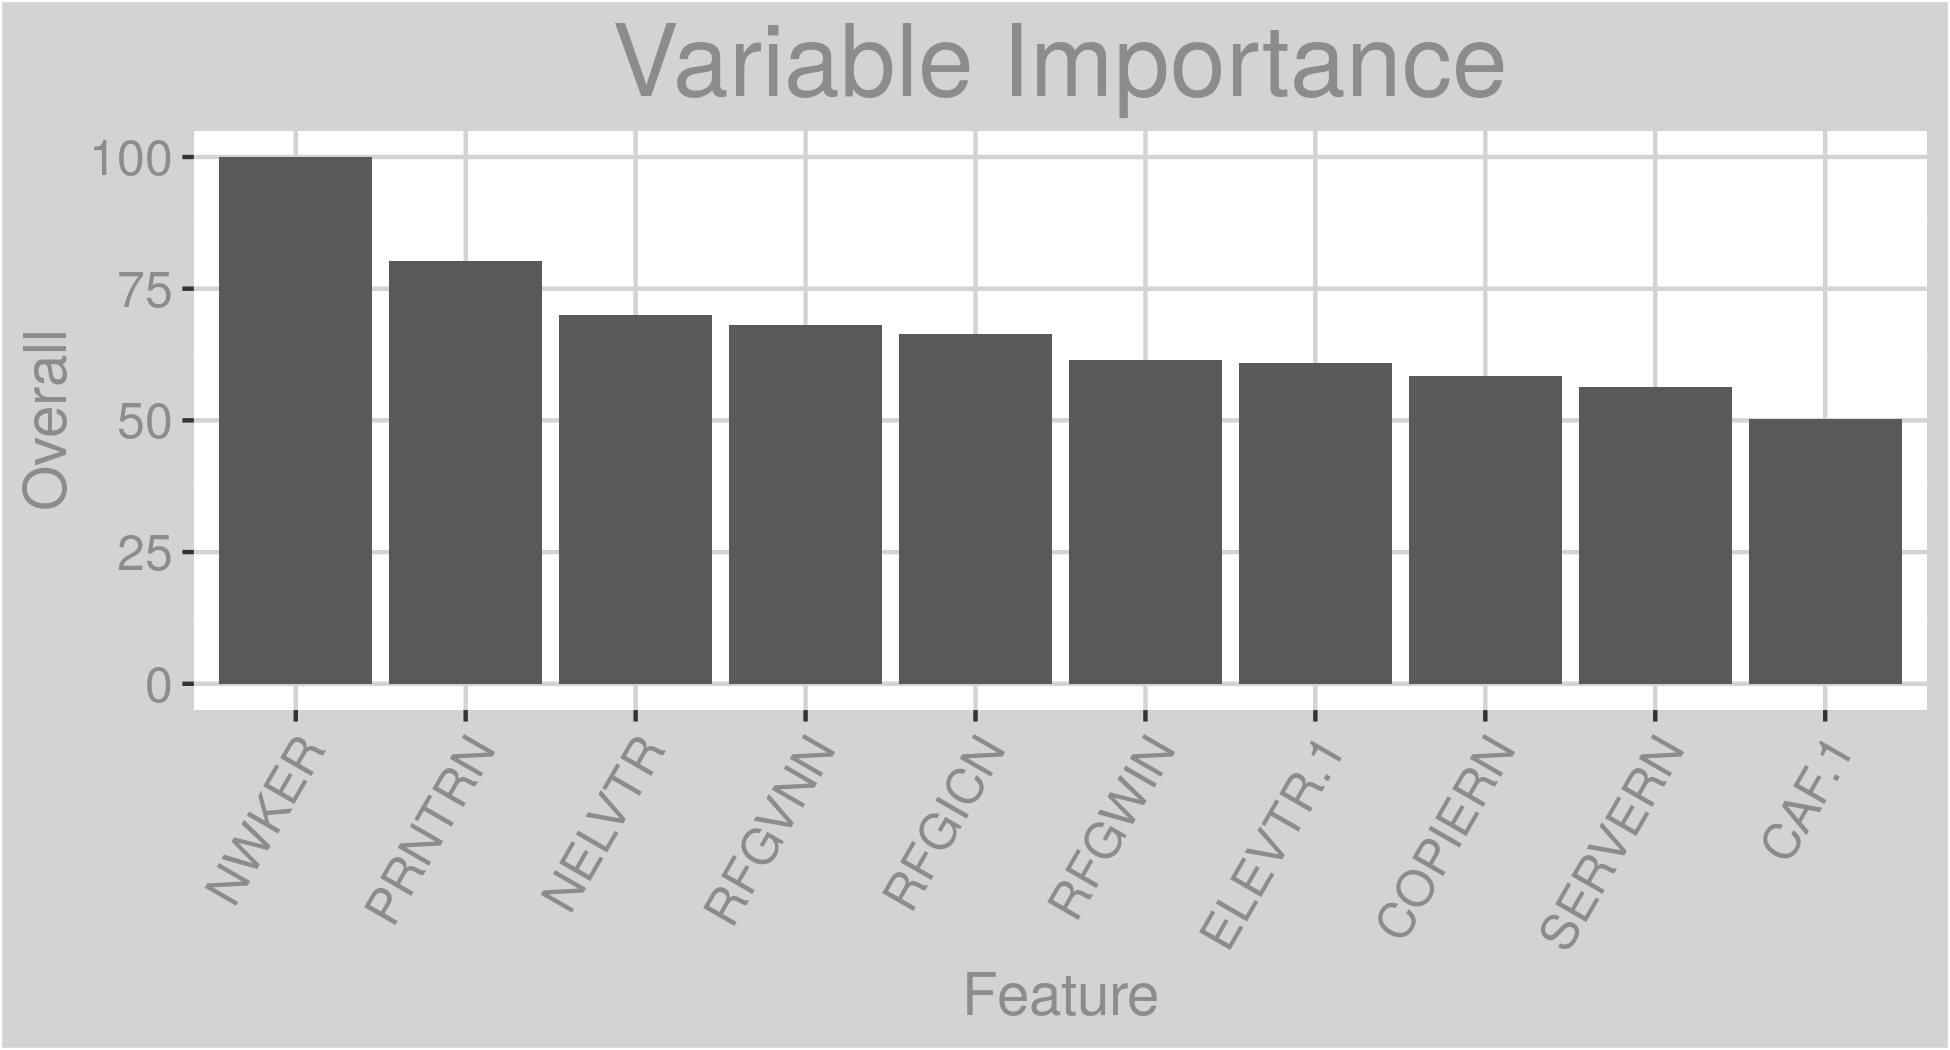 Variable Importance
100
75
50
25
0
Overall
NWKER
PRNTRN
NELVTR
RFGVNN
RFGICN
RFGWIN
ELEVTR.1
COPIERN
SERVERN
CAF.1
Feature